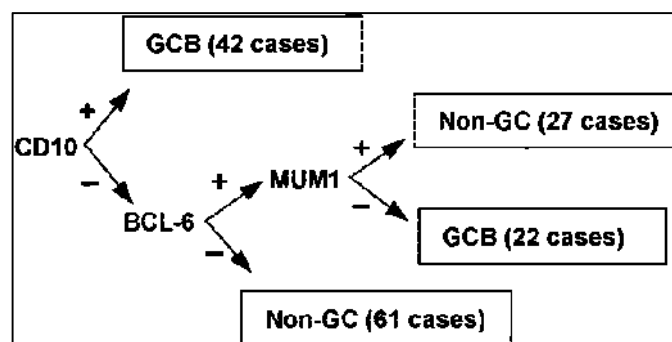 GCB (42 cases)
+
Non-GC (27 cases)
CD10
+
+
MUM1
−
−
BCL-6
GCB (22 cases)
−
Non-GC (61 cases)